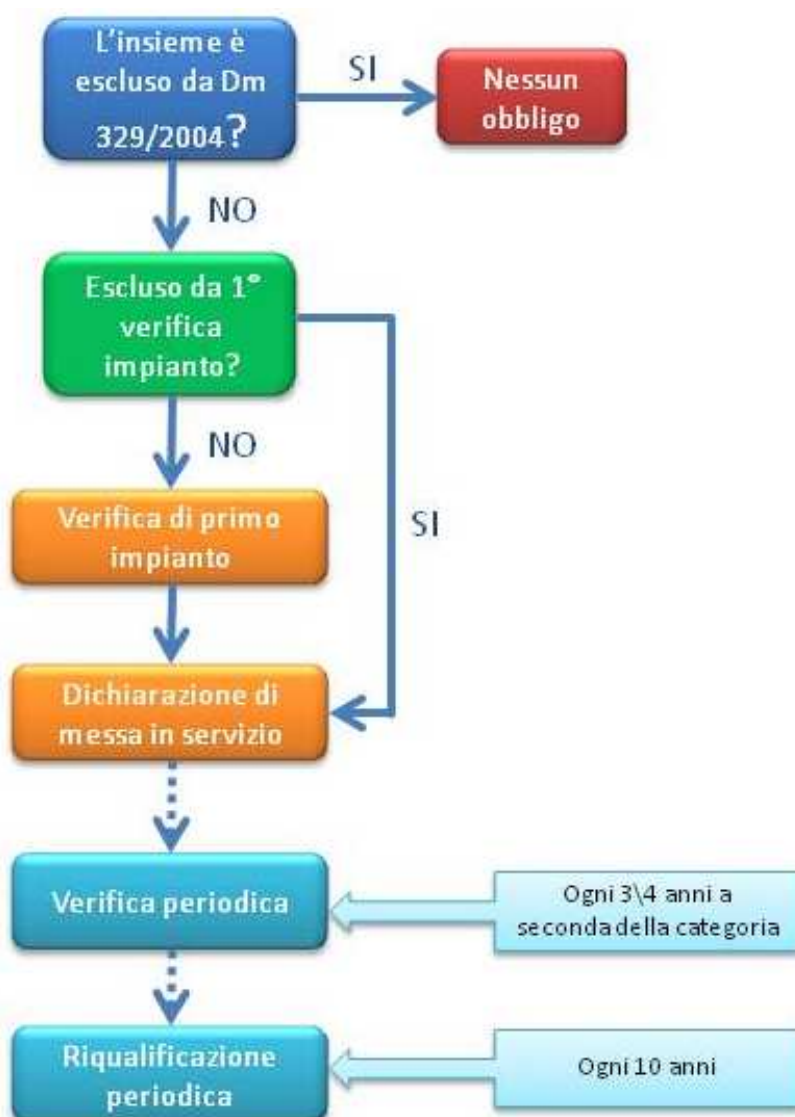 L'insieme è
escluso da Dm
329/2004?
SI
Nessun
obbligo
NO
Escluso da 1°
verifica
impianto?
NO
SI
Verifica di primo
impianto
Dichiarazione di
messa in servizio
Verifica periodica
Ogni 3\4 anni a
seconda della categoria
Riqualificazione
periodica
Ogni 10 anni